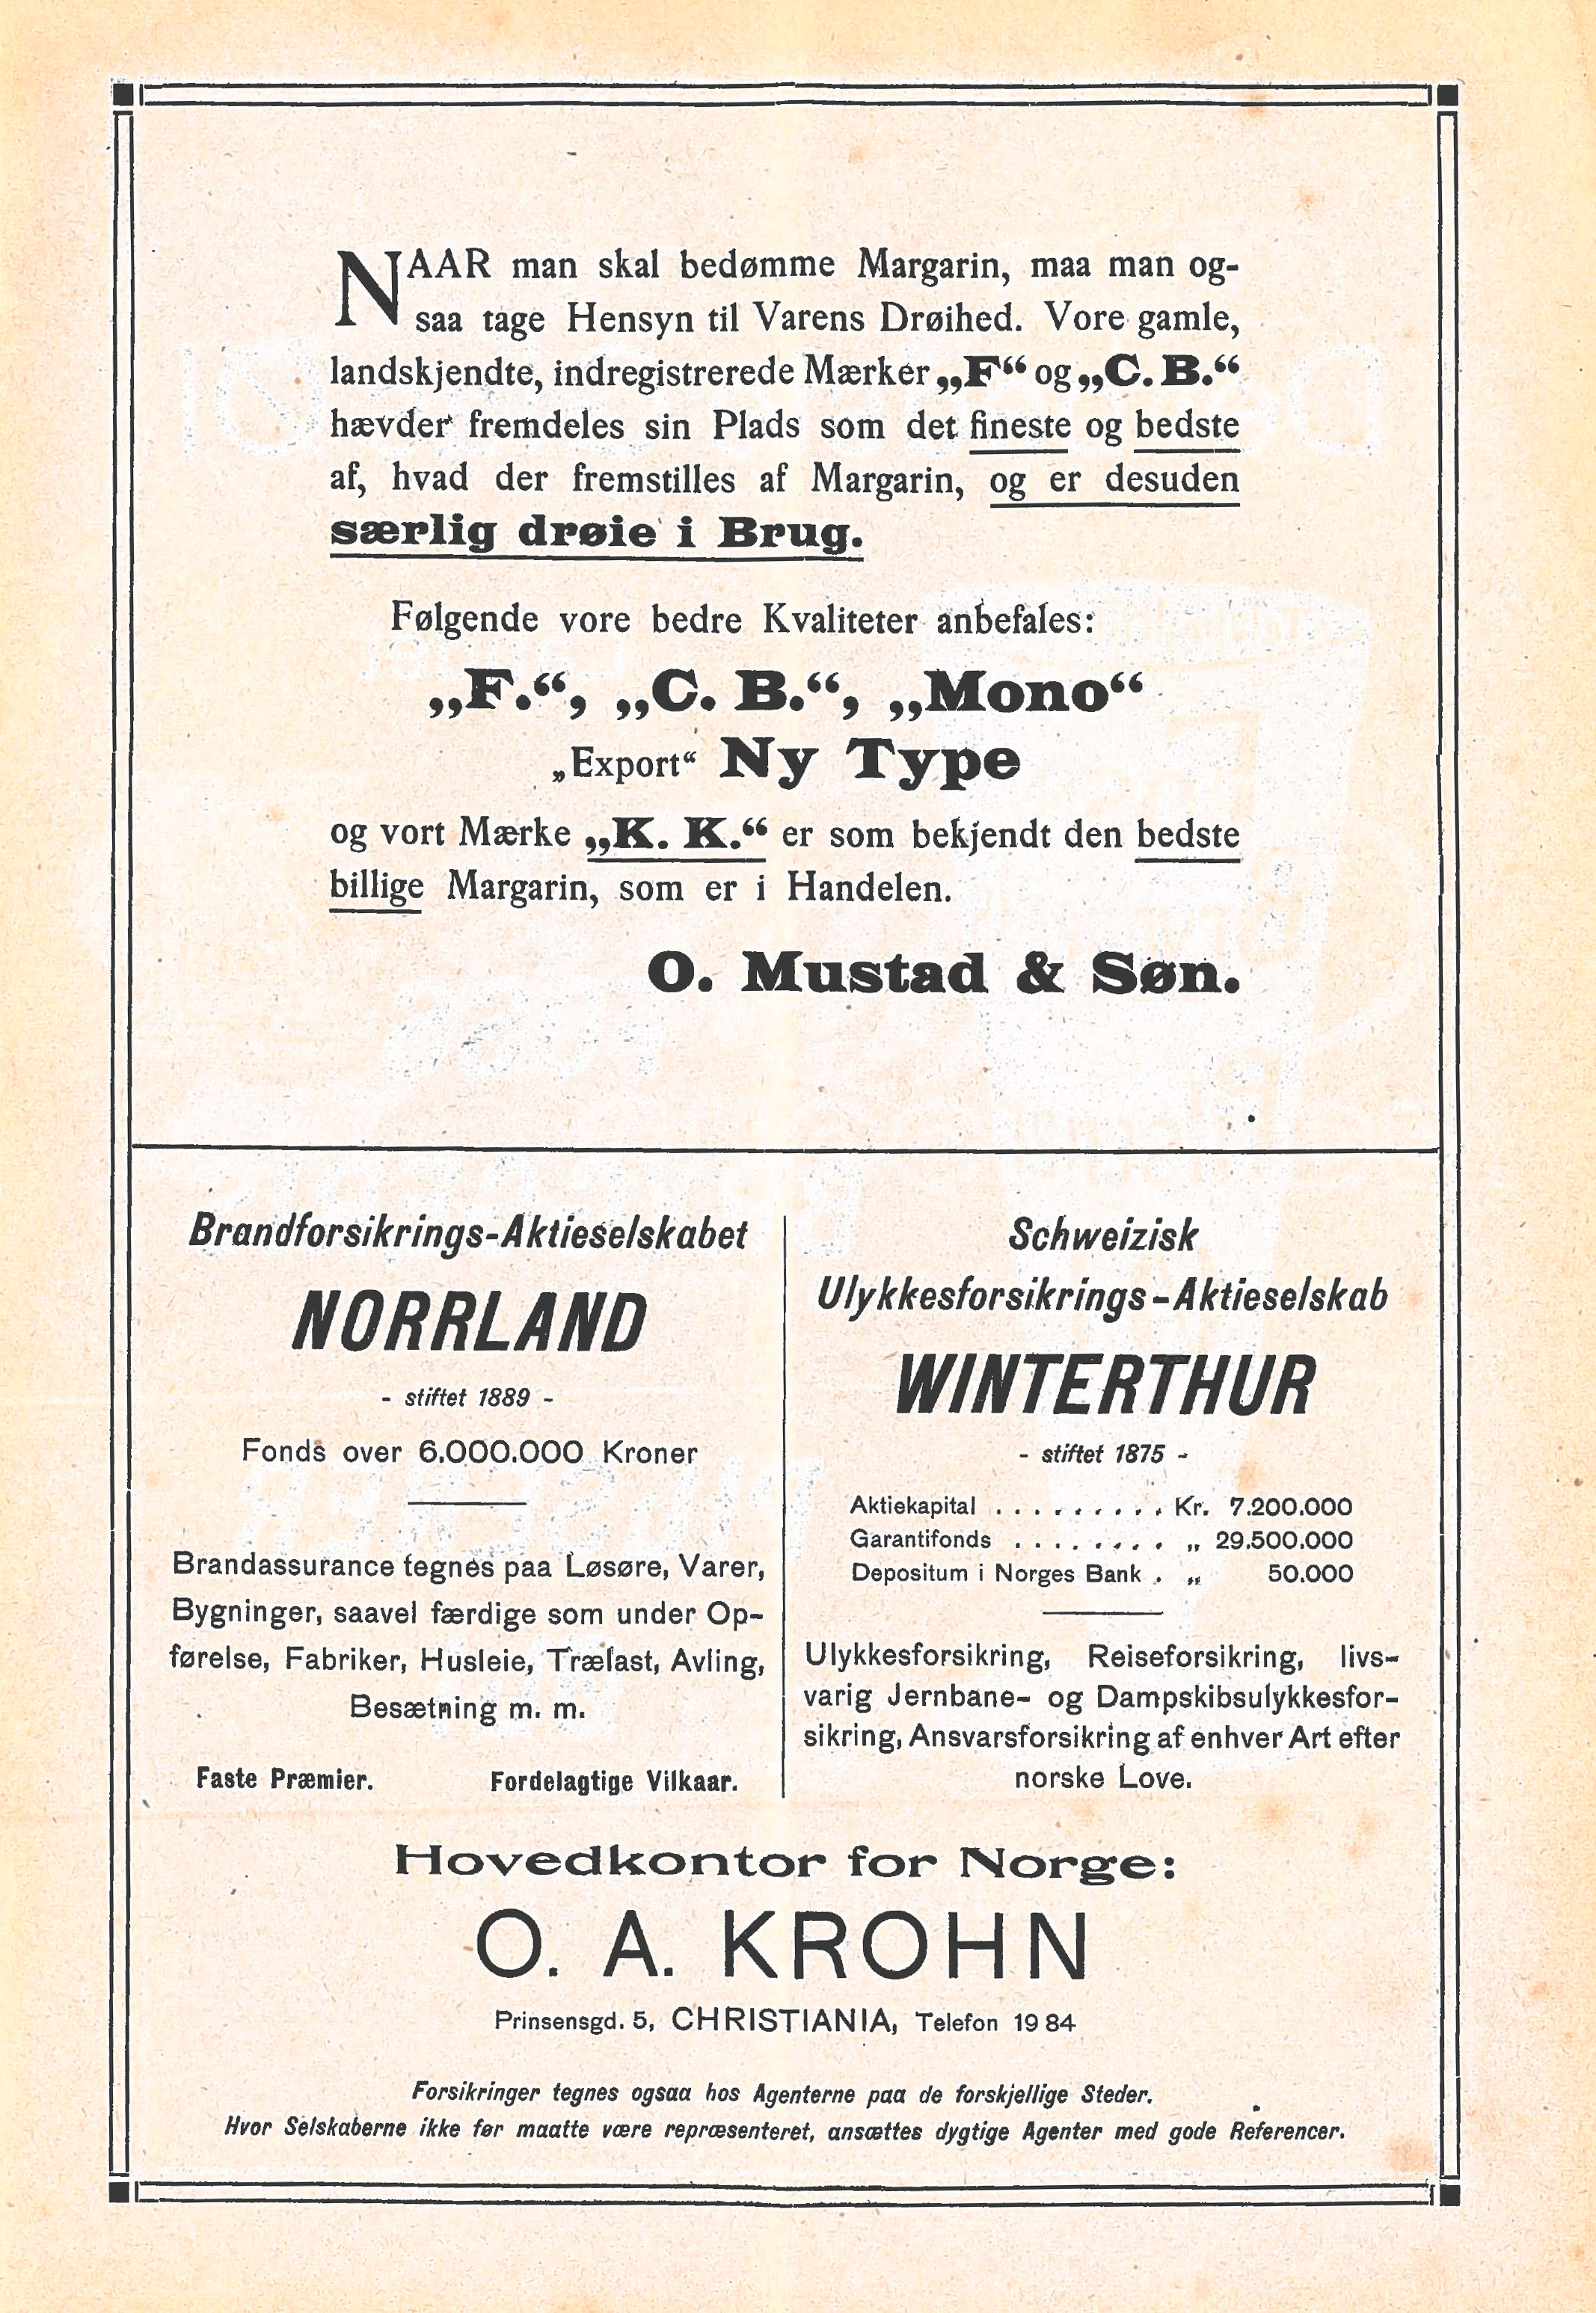 NAAR man skal bedømme Margarin, maa man og-
saa tage Hensyn til Varens Drøihed. Vore gamle,
landskjendte, indregistrerede Mærker „F“ og „C. B.“
hævder fremdeles sin Plads som det fineste og bedste
af, hvad der fremstilles af Margarin, og er desuden
særlig drøie i Brug.
Følgende vore bedre Kvaliteter anbefales:
„F.“, „C. B.“, „Mono“
„Export“ Ny Type
og vort Mærke „K. K.“ er som bekjendt den bedste
billige Margarin, som er i Handelen.
O. Mustad & Søn.
Brandforsikrings-Aktieselskabet
NORRLAND
- stiftet 1889 -
Fonds over 6.000.000 Kroner
Brandassurance tegnes paa Løsøre, Varer,
Bygninger, saavel færdige som under Op-
førelse, Fabriker, Husleie, Trælast, Avling,
Besætning m. m.
Faste Præmier. Fordelagtige Vilkaar.
Schweizisk
Ulykkesforsikrings-Aktieselskab
WINTERTHUR
- stiftet 1875 -
Aktiekapital . . . . . . . . . Kr. 7.200.000
Garantifonds . . . . . . . . „ 29.500.000
Depositum i Norges Bank . „ 50.000
Ulykkesforsikring, Reiseforsikring, livs-
varig Jernbane- og Dampskibsulykkesfor-
sikring, Ansvarsforsikring af enhver Art efter
norske Love.
Hovedkontor for Norge:
O. A. KROHN
Prinsensgd. 5, CHRISTIANIA, Telefon 19 84
Forsikringer tegnes ogsaa hos Agenterne paa de forskjellige Steder.
Hvor Selskaberne ikke før maatte være repræsenteret, ansættes dygtige Agenter med gode Referencer.